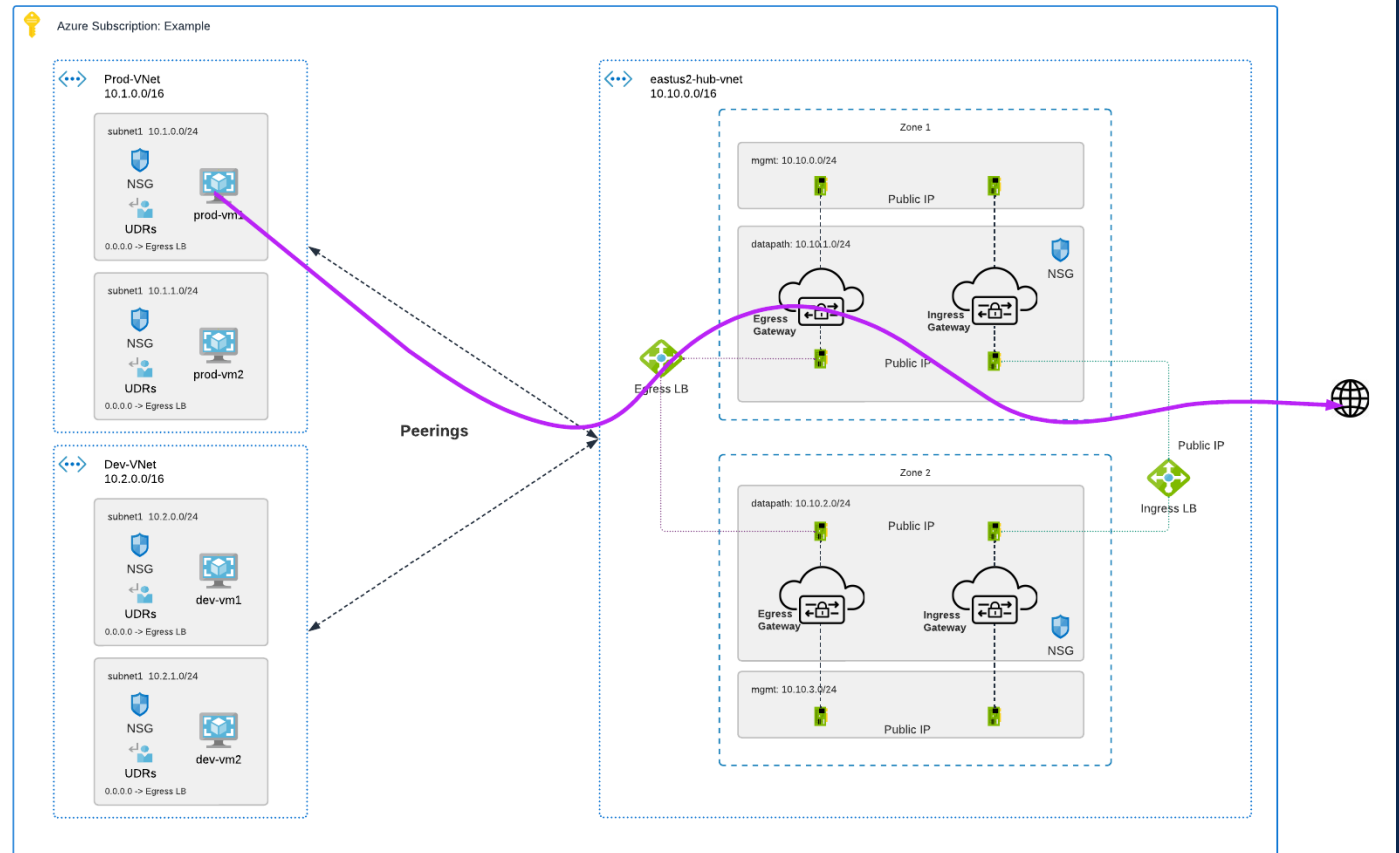 Azure Subscription: Example
Prod-VNet
10.1.0.0/16
subnet1 10.1.0.0/24
NSG
prod-vm1
UDRs
0.0.0.0 -> Egress LB
subnet1 10.1.1.0/24
NSG
prod-vm2
UDRs
0.0.0.0 -> Egress LB
Dev-VNet
10.2.0.0/16
subnet1 10.2.0.0/24
NSG
dev-vm1
UDRs
0.0.0.0 -> Egress LB
subnet1 10.2.1.0/24
NSG
dev-vm2
UDRs
0.0.0.0 -> Egress LB
Peerings
eastus2-hub-vnet
10.10.0.0/16
Egress LB
Zone 1
mgmt: 10.10.0.0/24
Public IP
datapath: 10.10.1.0/24
NSG
Egress
Gateway
Ingress
Gateway
Public IP
Zone 2
datapath: 10.10.2.0/24
Public IP
Egress
Gateway
Ingress
Gateway
NSG
mgmt: 10.10.3.0/24
Public IP
Public IP
Ingress LB